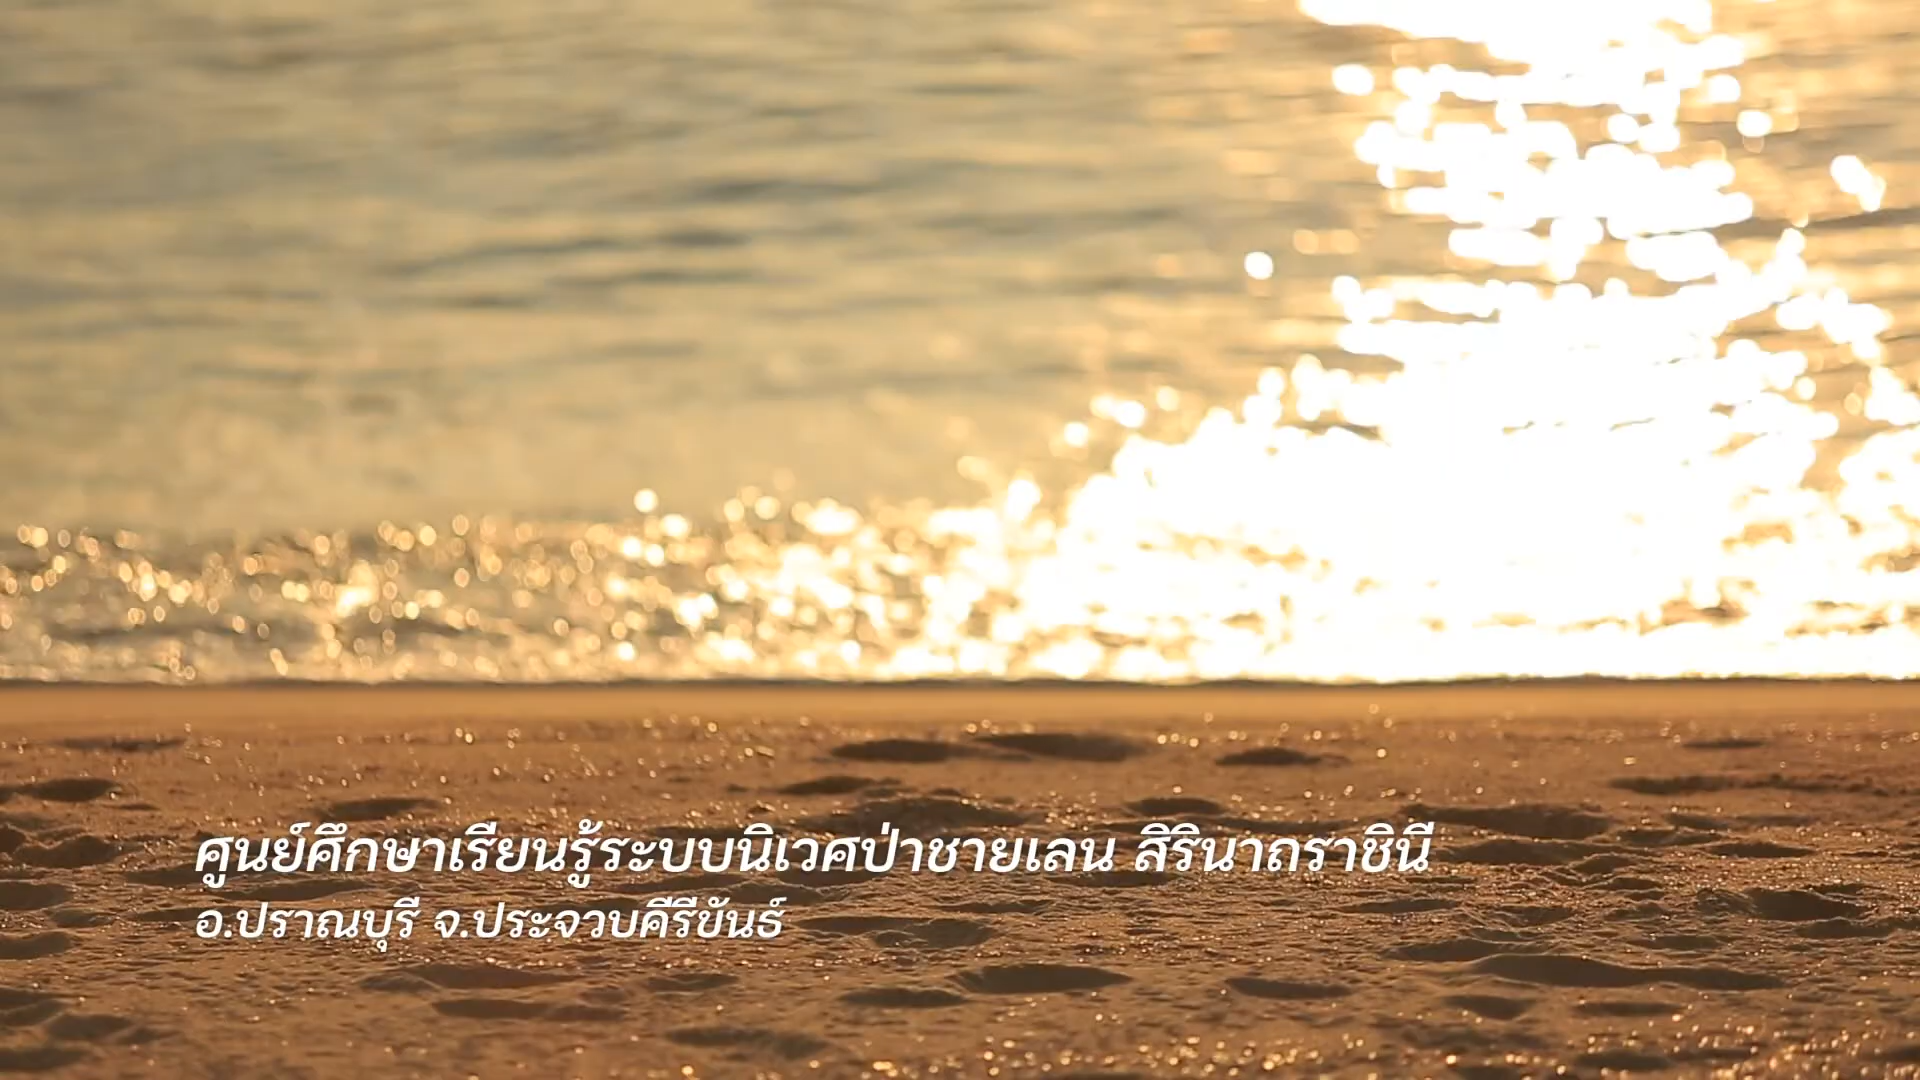 ศูนย์ศึกษาเรียนรู้ระบบนิเวศป่าชายเลน สิรินาถราชินี
อ.ปราณบุรี จ.ประจวบคีรีขันธ์